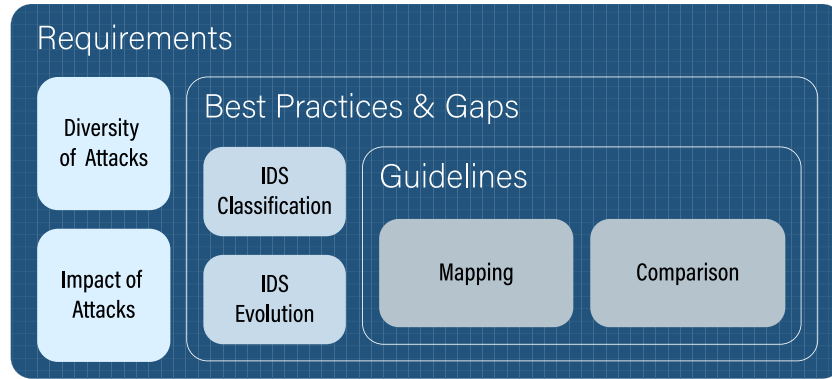 Requirements
Diversity
of Attacks
Impact of
Attacks
Best Practices & Gaps
IDS
Classification
IDS
Evolution
Guidelines
Mapping
Comparison